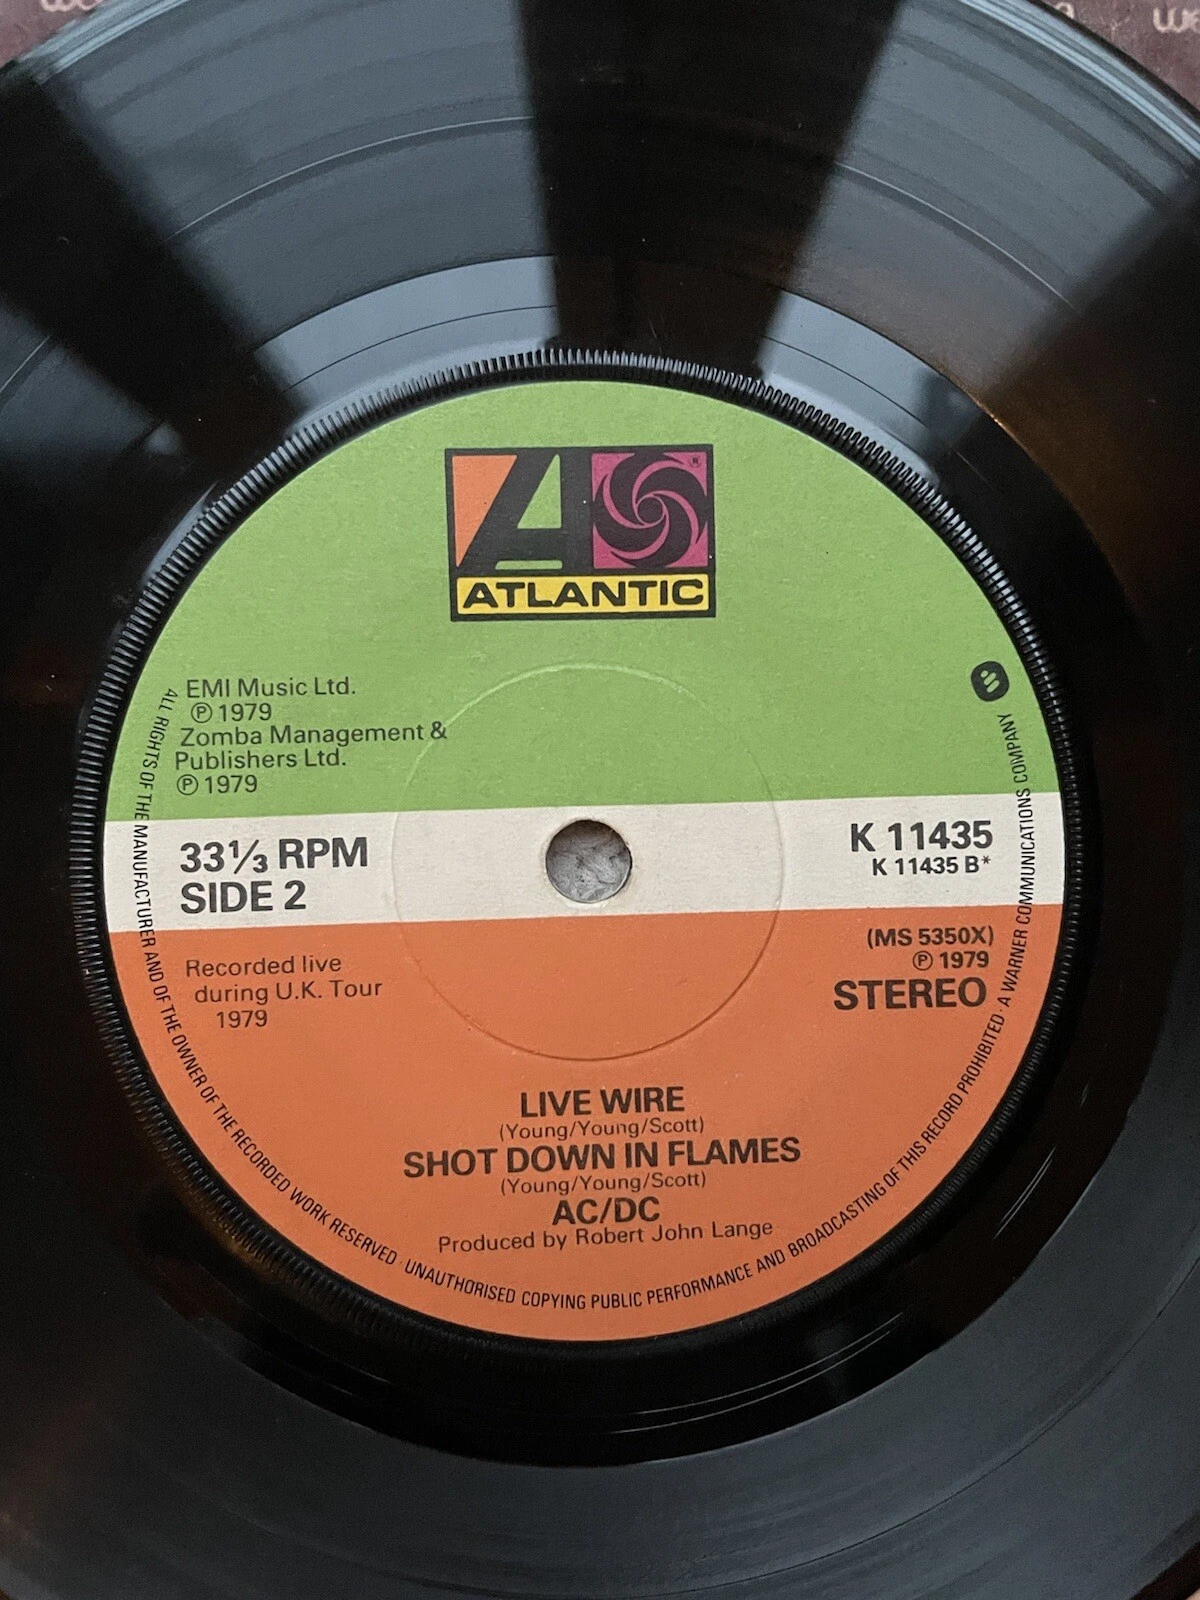 ATLANTIC
EMI Music Ltd.
℗ 1979
Zomba Management &
Publishers Ltd.
℗ 1979
33⅓ RPM
SIDE 2
K 11435
K 11435 B*
(MS 5350X)
℗ 1979
STEREO
Recorded live
during U.K. Tour
1979
LIVE WIRE
(Young/Young/Scott)
SHOT DOWN IN FLAMES
(Young/Young/Scott)
AC/DC
Produced by Robert John Lange
ALL RIGHTS OF THE MANUFACTURER AND OF THE OWNER OF THE RECORDED WORK RESERVED · UNAUTHORISED COPYING PUBLIC PERFORMANCE AND BROADCASTING OF THIS RECORD PROHIBITED · A WARNER COMMUNICATIONS COMPANY